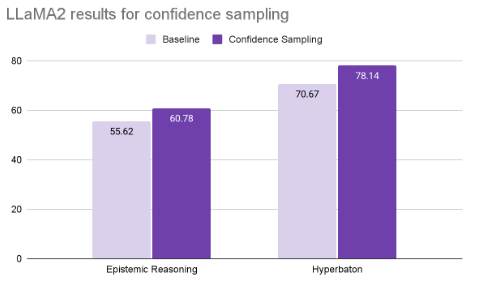 LLaMA2 results for confidence sampling
Baseline Confidence Sampling
80
60
40
20
0
55.62
60.78
70.67
78.14
Epistemic Reasoning
Hyperbaton